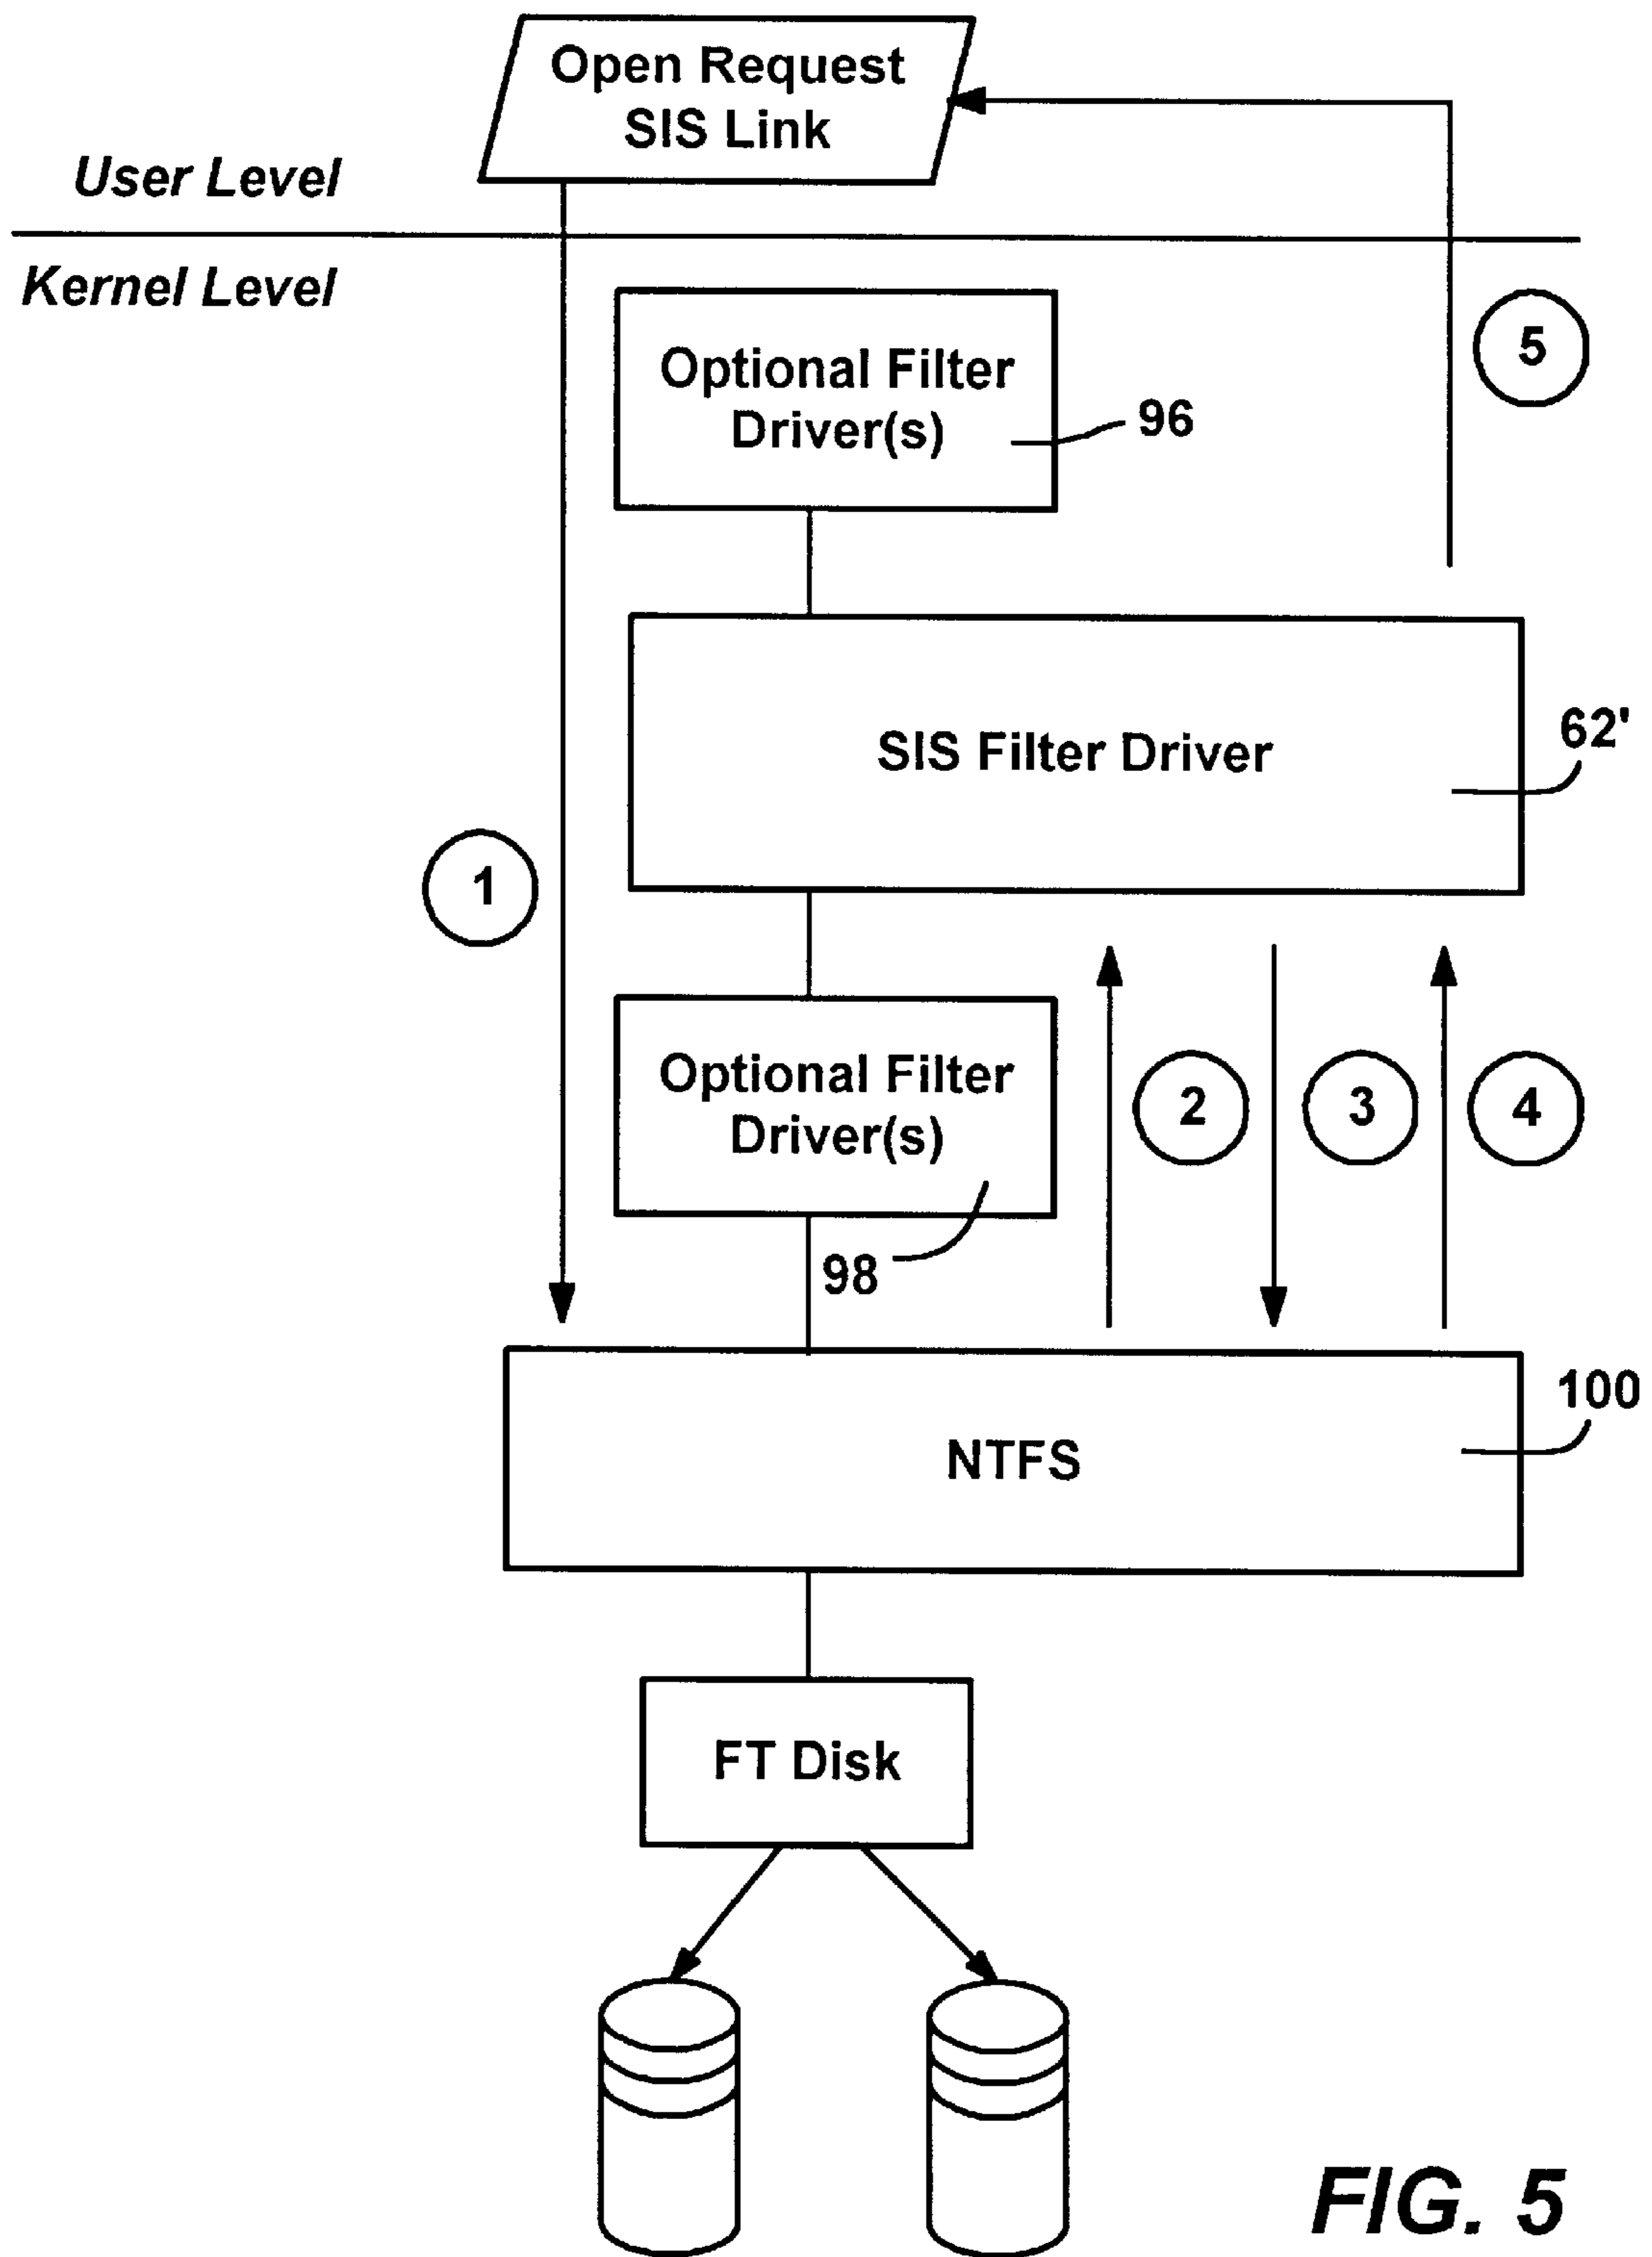 Open Request
SIS Link
User Level
Kernel Level
5
Optional Filter
Driver(s)
96
62'
SIS Filter Driver
1
Optional Filter
Driver(s)
2
3
4
98
100
NTFS
FT Disk
FIG. 5